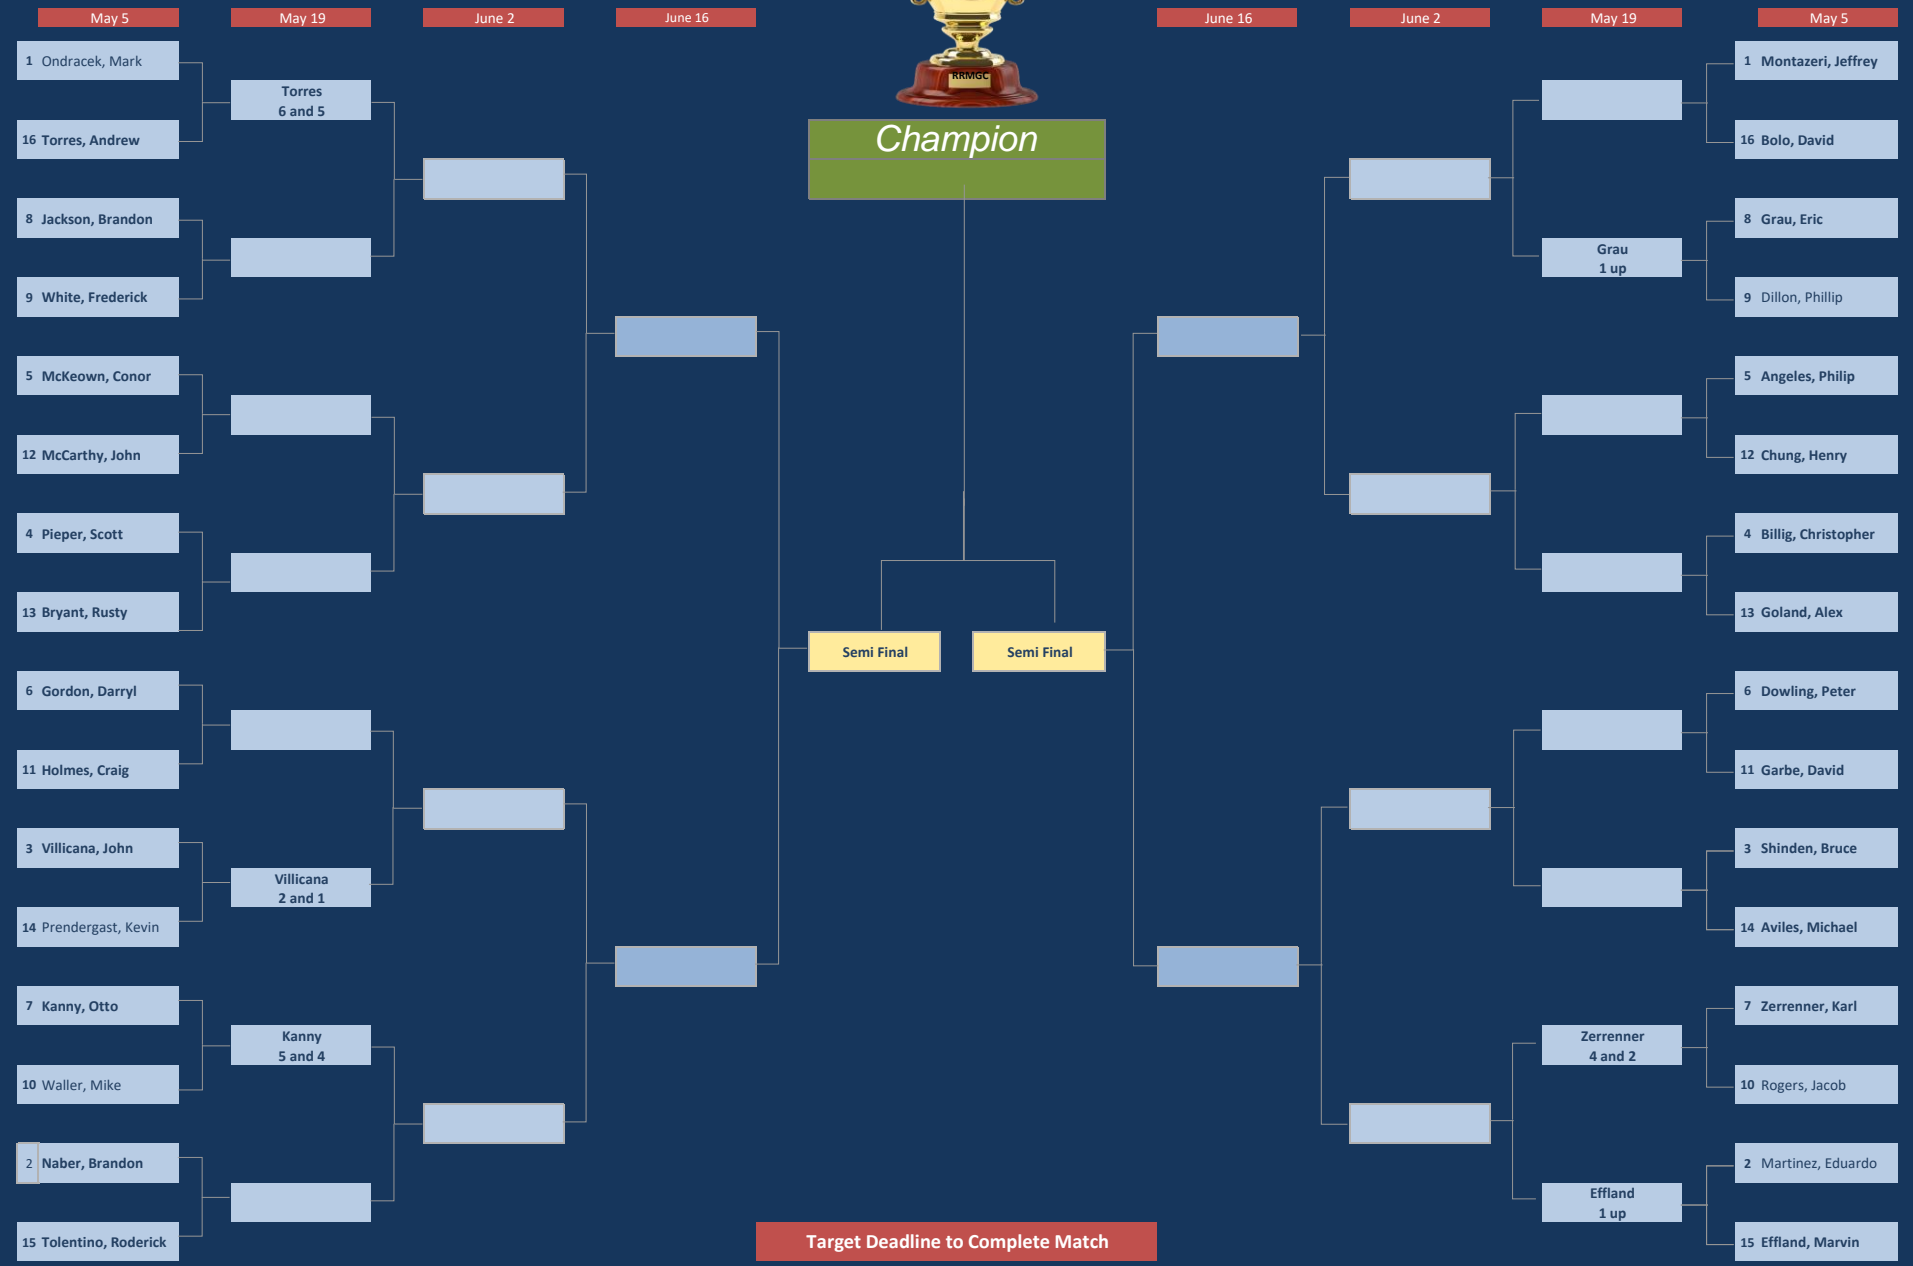 May 5
May 19
June 2
June 16
June 16
June 2
May 19
May 5
RRMGC
Champion
1 Ondracek, Mark
Torres
6 and 5
16 Torres, Andrew
8 Jackson, Brandon
9 White, Frederick
5 McKeown, Conor
12 McCarthy, John
4 Pieper, Scott
13 Bryant, Rusty
6 Gordon, Darryl
11 Holmes, Craig
3 Villicana, John
Villicana
2 and 1
14 Prendergast, Kevin
7 Kanny, Otto
Kanny
5 and 4
10 Waller, Mike
2 Naber, Brandon
15 Tolentino, Roderick
Semi Final
Semi Final
1 Montazeri, Jeffrey
16 Bolo, David
8 Grau, Eric
Grau
1 up
9 Dillon, Phillip
5 Angeles, Philip
12 Chung, Henry
4 Billig, Christopher
13 Goland, Alex
6 Dowling, Peter
11 Garbe, David
3 Shinden, Bruce
14 Aviles, Michael
7 Zerrenner, Karl
Zerrenner
4 and 2
10 Rogers, Jacob
2 Martinez, Eduardo
Effland
1 up
15 Effland, Marvin
Target Deadline to Complete Match